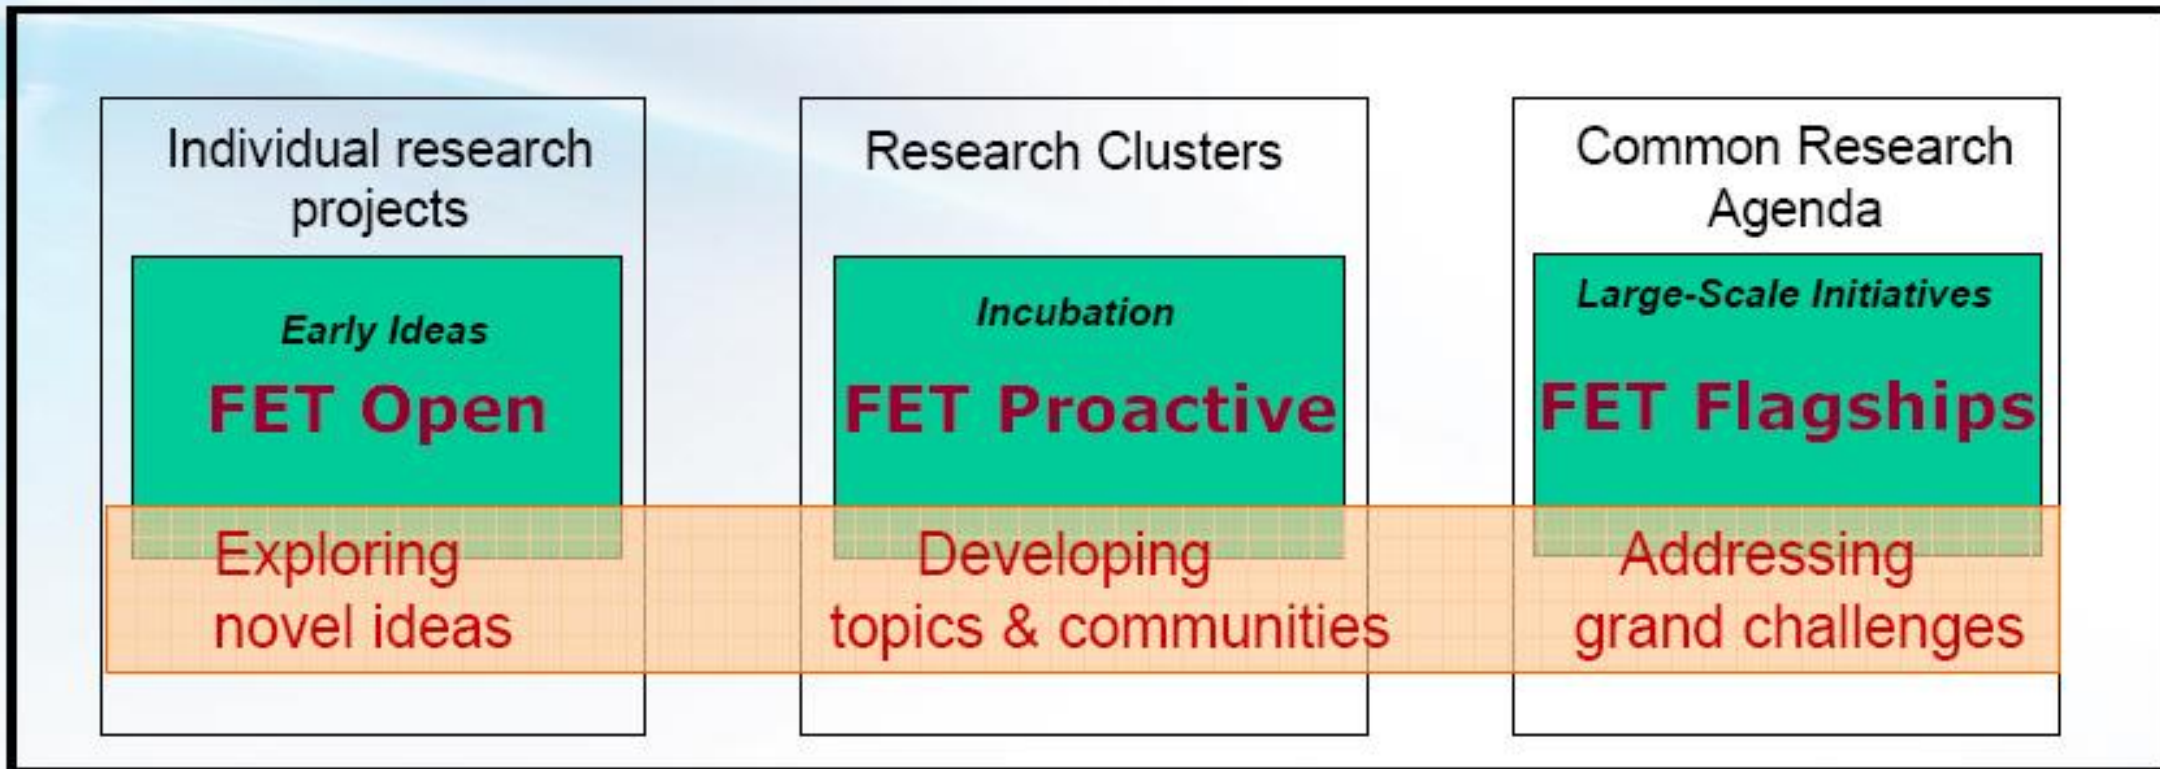 Individual research
projects
Early Ideas
FET Open
Exploring
novel ideas
Research Clusters
Incubation
FET Proactive
Developing
topics & communities
Common Research
Agenda
Large-Scale Initiatives
FET Flagships
Addressing
grand challenges